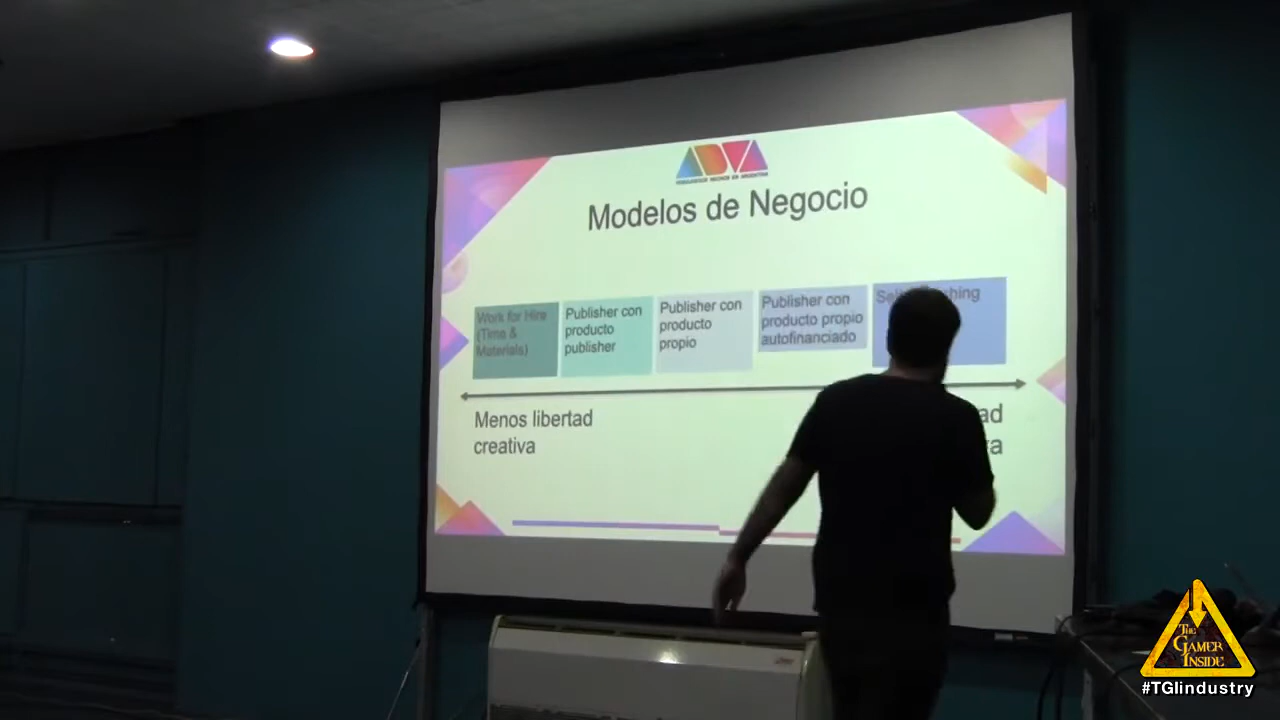 ADVA
Modelos de Negocio
Work for Hire
(Time &
Materials)
Publisher con
producto
publisher
Publisher con
producto
propio
Publisher con
producto propio
autofinanciado
Menos libertad
creativa
THE
GAMER
INSIDE
#TGIindustry